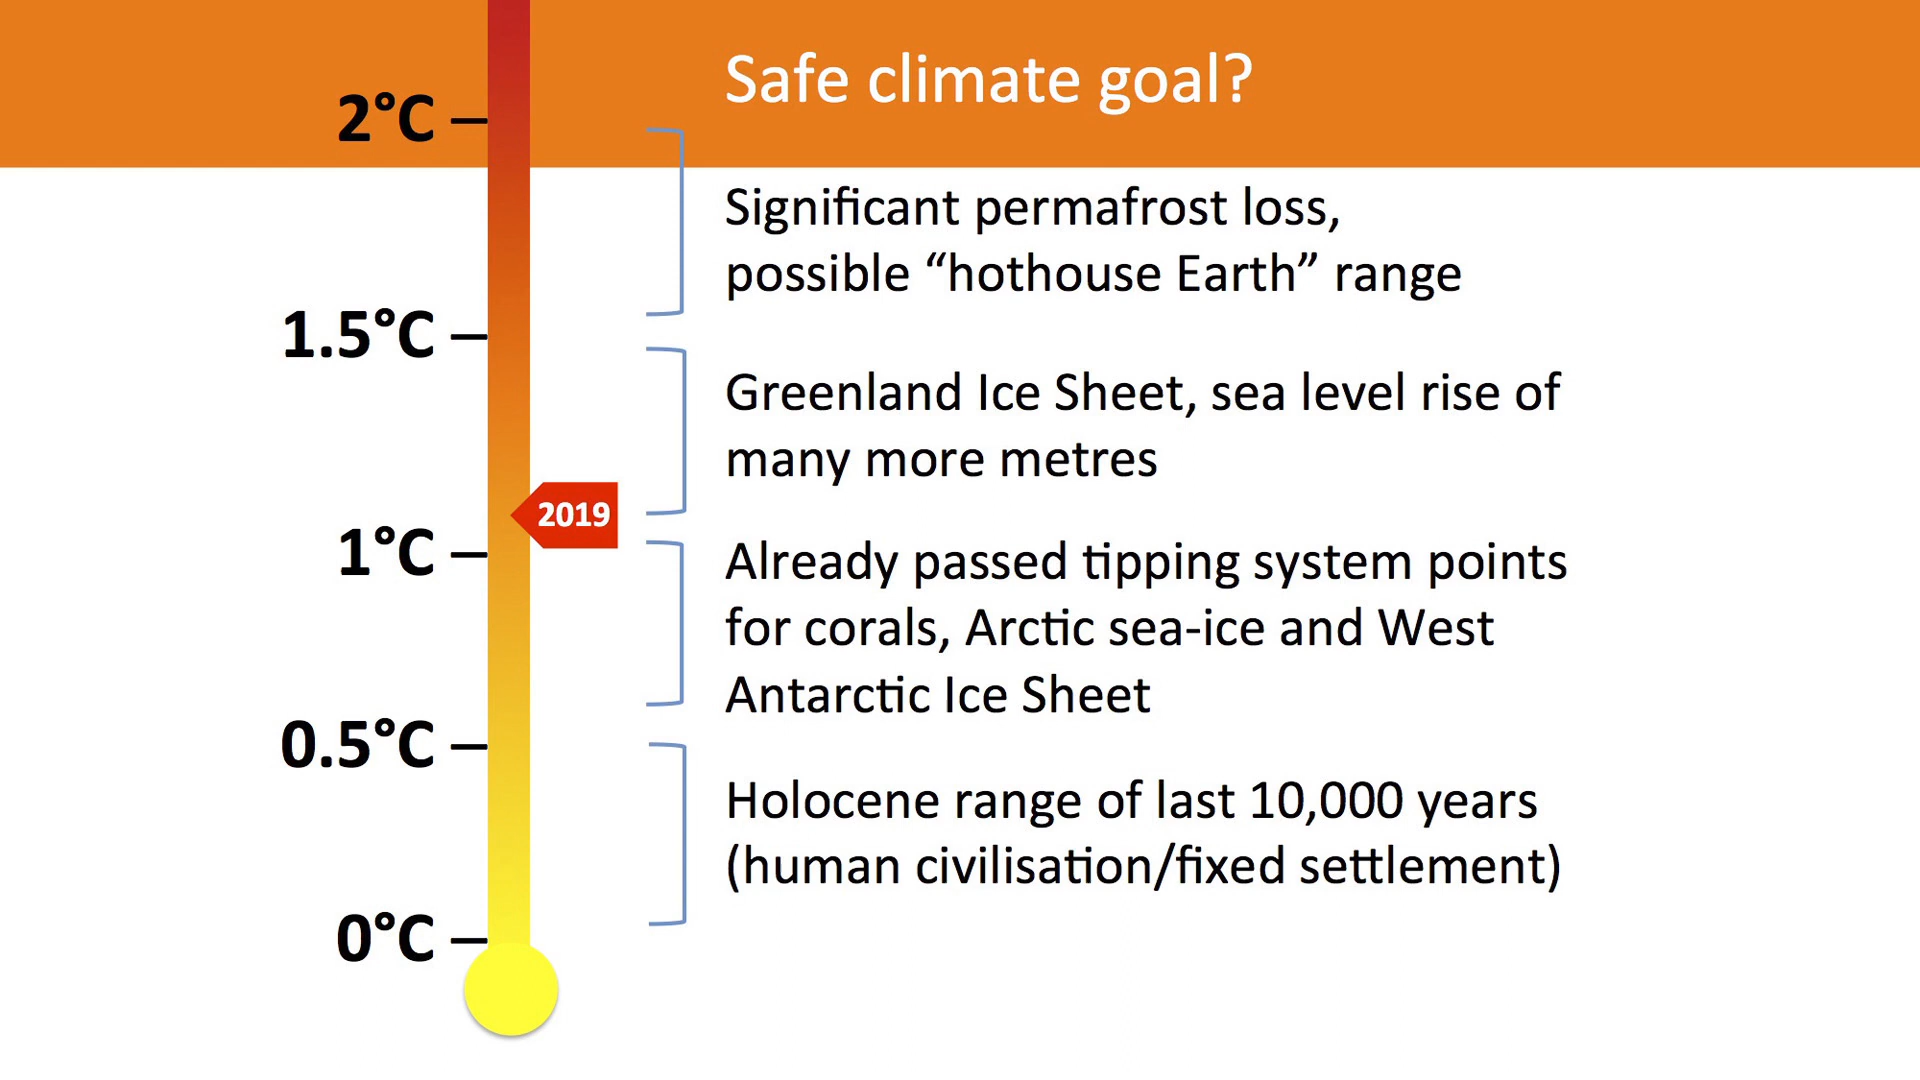 Safe climate goal?
2°C
Significant permafrost loss,
possible “hothouse Earth” range
1.5°C
Greenland Ice Sheet, sea level rise of
many more metres
2019
1°C
Already passed tipping system points
for corals, Arctic sea-ice and West
Antarctic Ice Sheet
0.5°C
Holocene range of last 10,000 years
(human civilisation/fixed settlement)
0°C